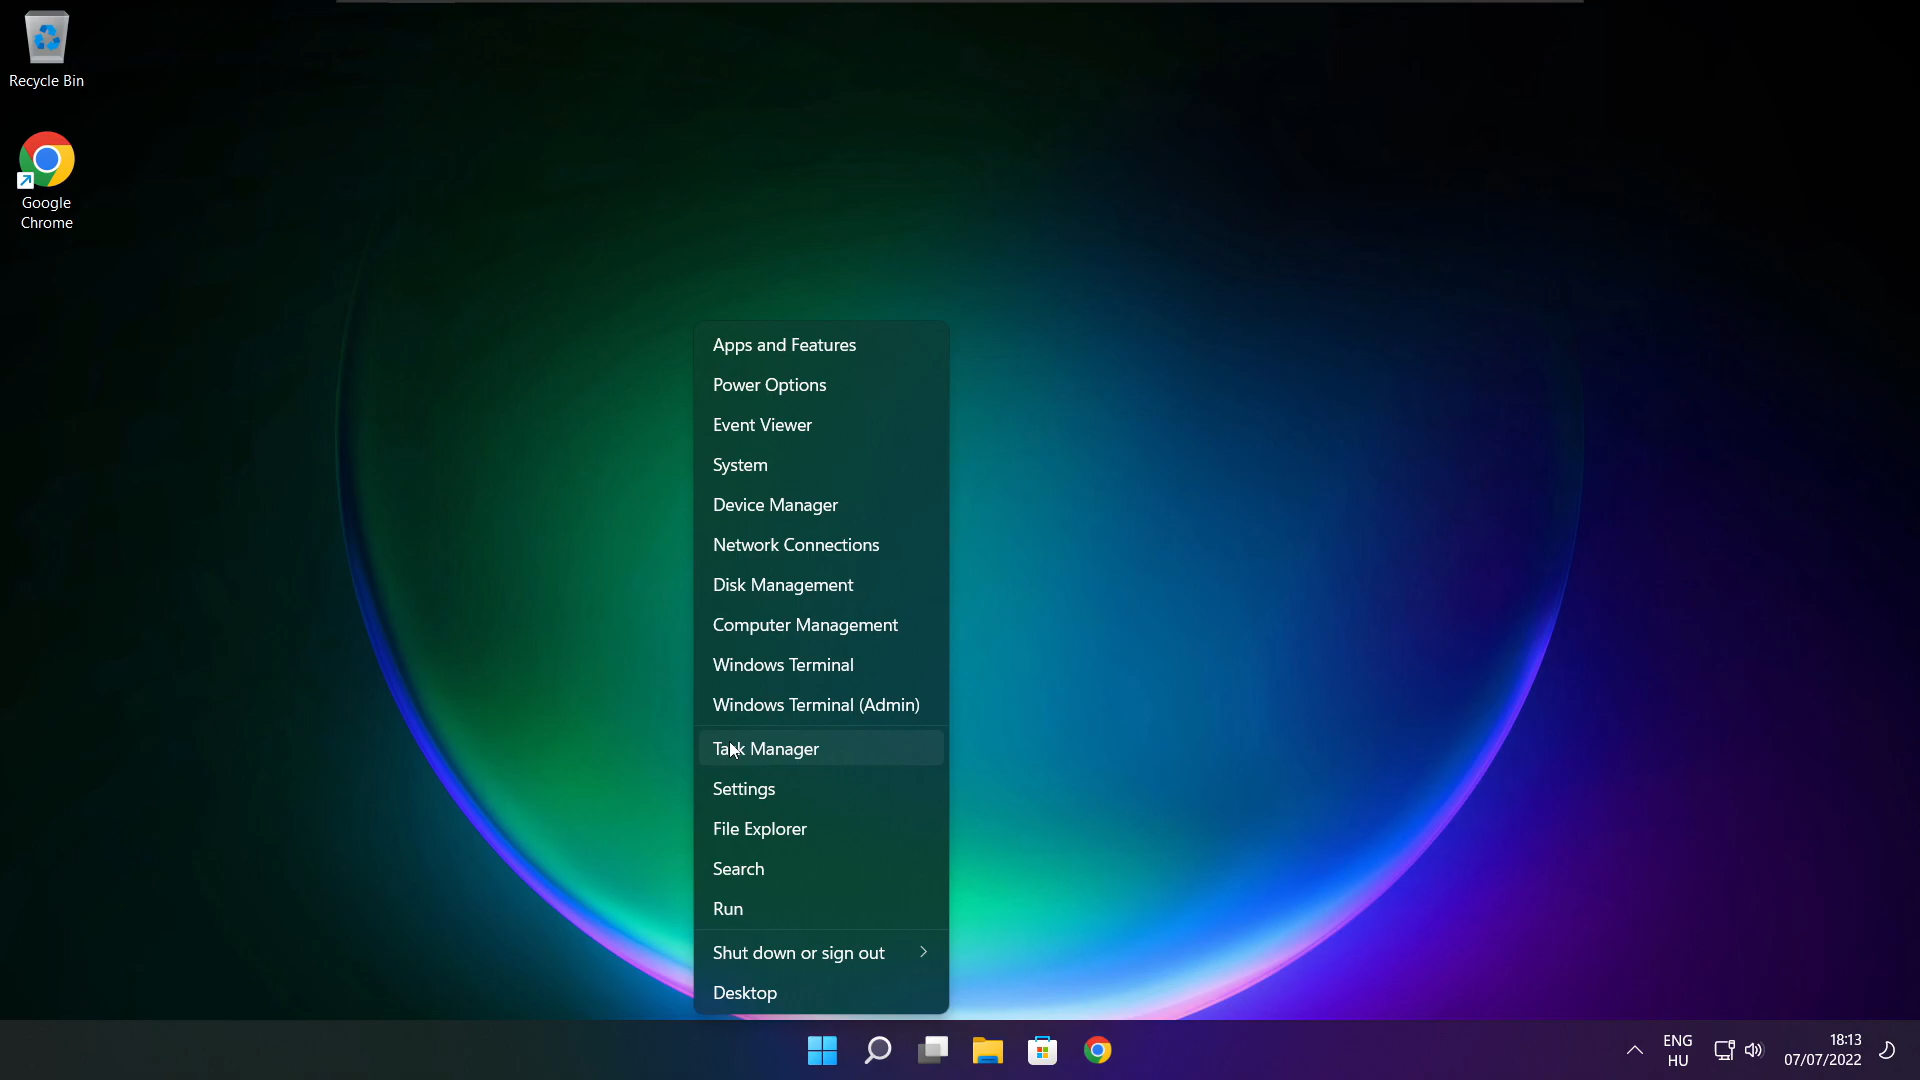 Recycle Bin
Google
Chrome
Apps and Features
Power Options
Event Viewer
System
Device Manager
Network Connections
Disk Management
Computer Management
Windows Terminal
Windows Terminal (Admin)
Task Manager
Settings
File Explorer
Search
Run
Shut down or sign out
Desktop
ENG
HU
18:13
07/07/2022